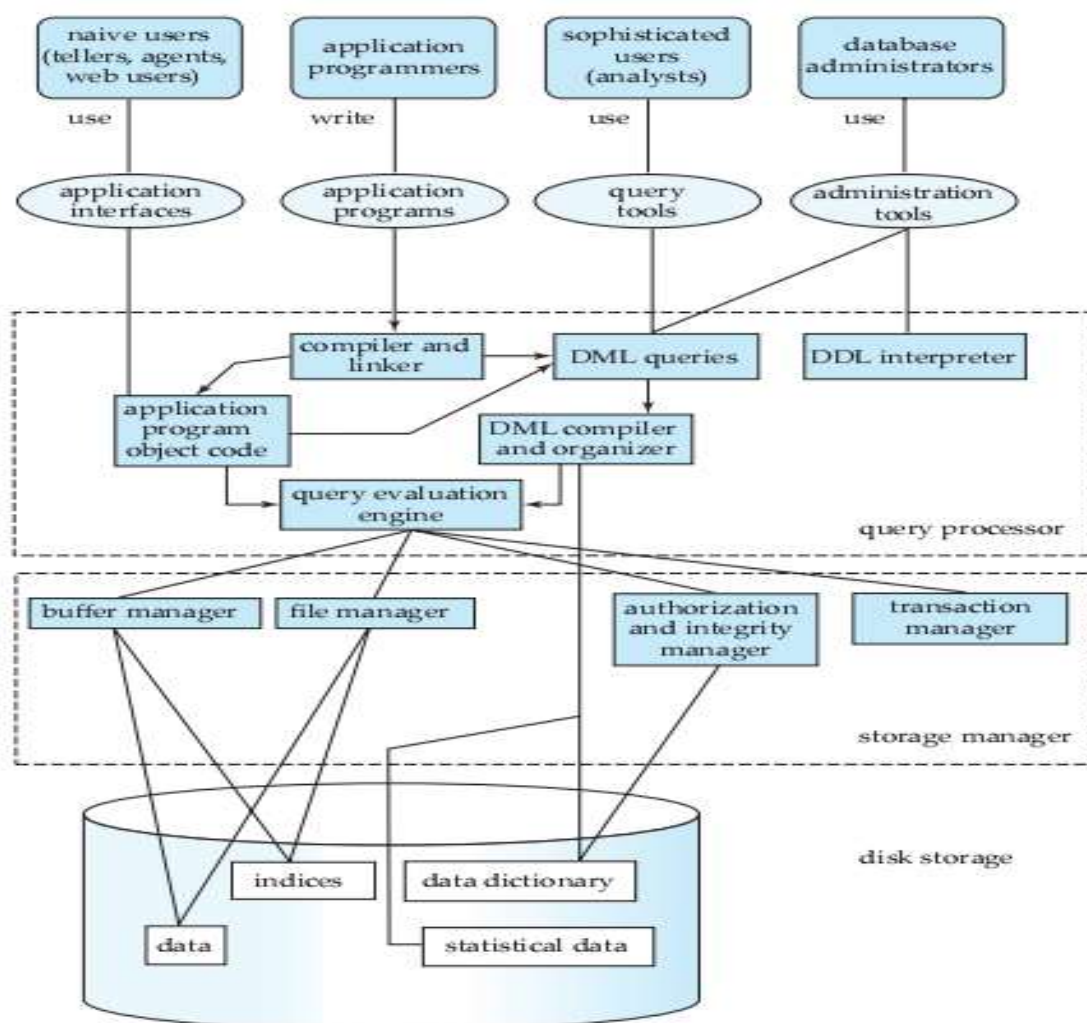 naive users
(tellers, agents,
web users)
application
programmers
sophisticated
users
(analysts)
database
administrators
use
write
use
use
application
interfaces
application
programs
query
tools
administration
tools
compiler and
linker
DML queries
DDL interpreter
application
program
object code
DML compiler
and organizer
query evaluation
engine
query processor
buffer manager
file manager
authorization
and integrity
manager
transaction
manager
storage manager
disk storage
indices
data dictionary
data
statistical data